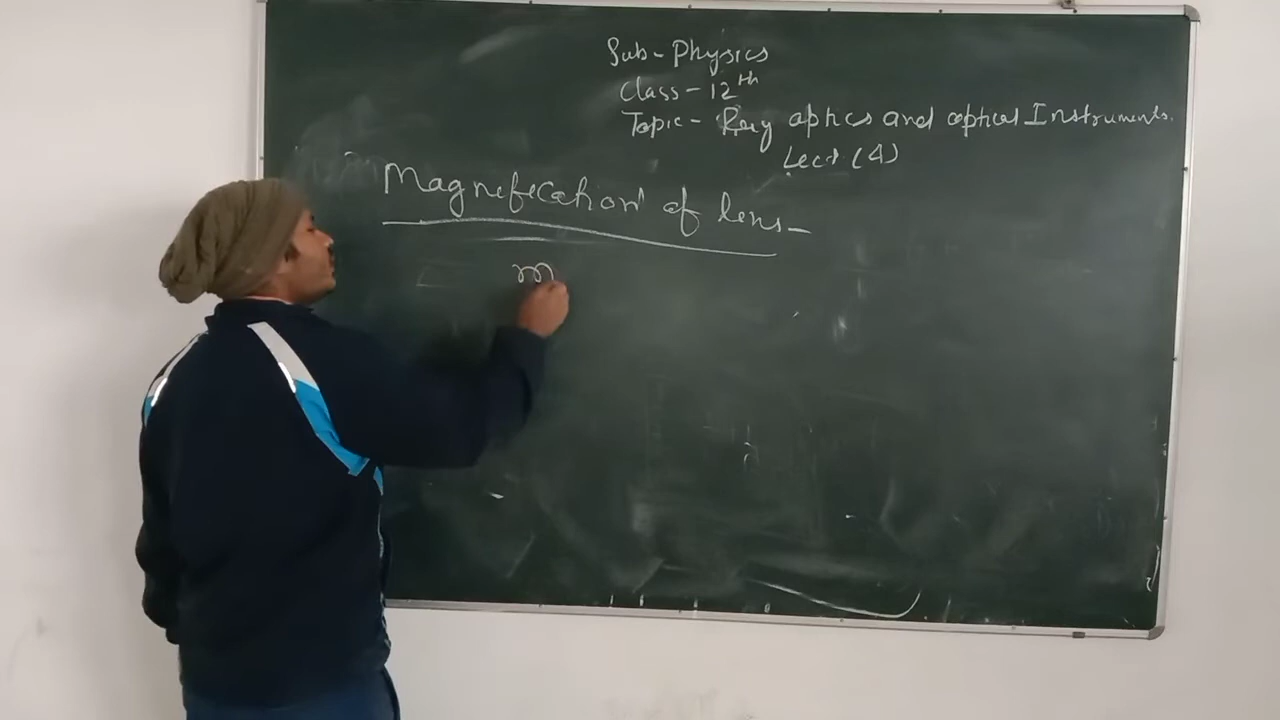 Sub - Physics
Class - 12th
Topic - Ray optics and optical Instruments.
Lect (4)
Magnification of lens -
m